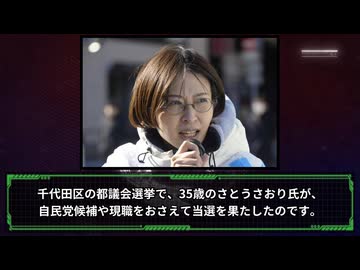 千代田区の都議会選挙で、35歳のさとうさおり氏が、
自民党候補や現職をおさえて当選を果たしたのです。